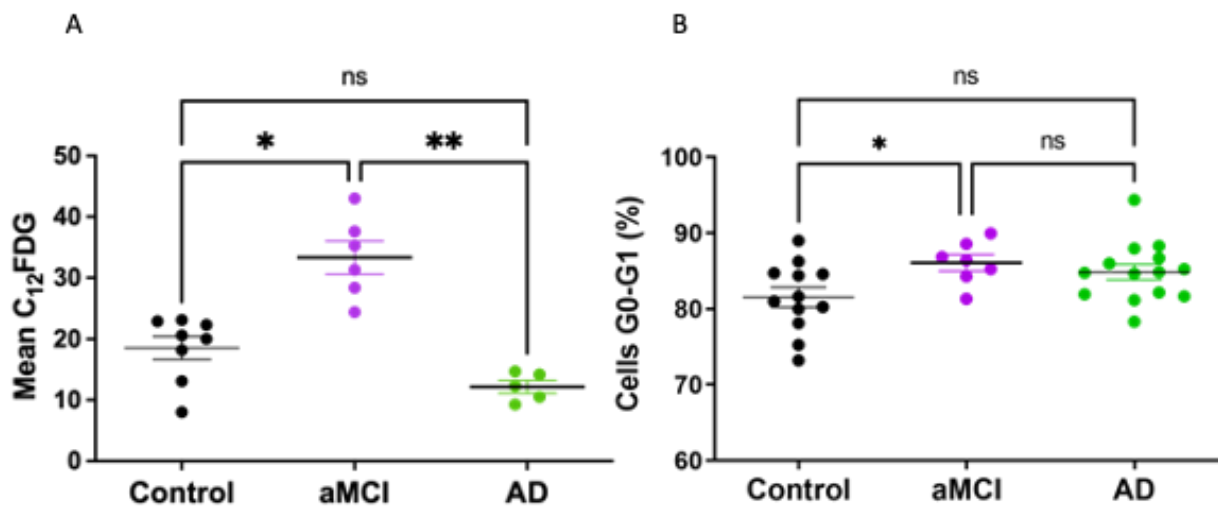 A
ns
*
**
50
40
30
20
10
0
Mean C₁₂FDG
Control
aMCI
AD
B
ns
*
ns
100
90
80
70
60
Cells G0-G1 (%)
Control
aMCI
AD